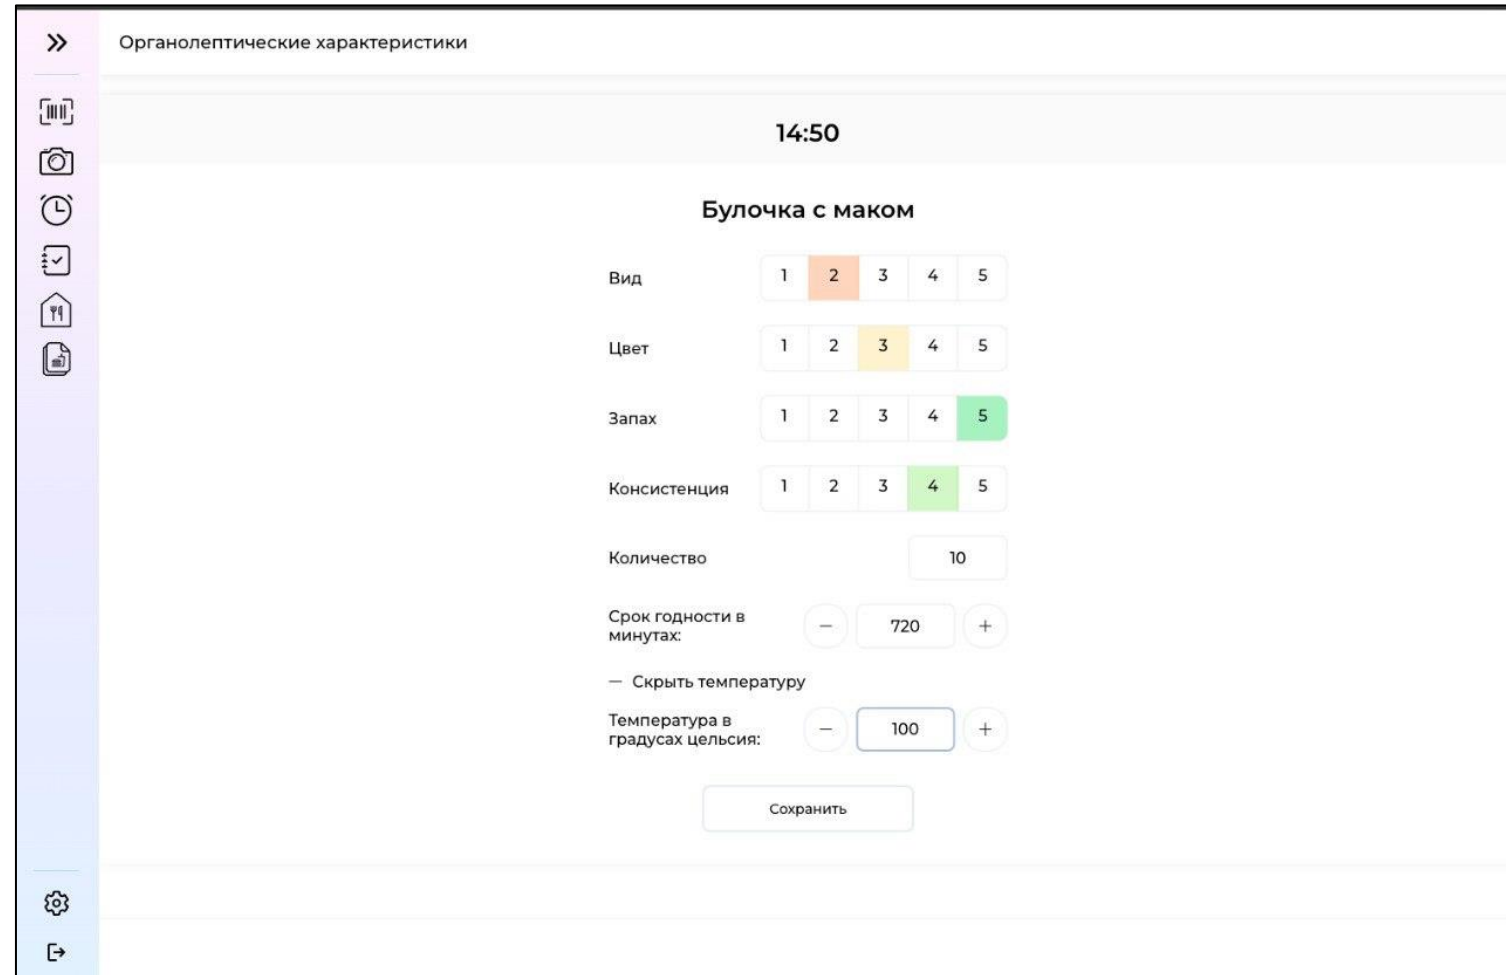 Органолептические характеристики
14:50
Булочка с маком
Вид 1 2 3 4 5
Цвет 1 2 3 4 5
Запах 1 2 3 4 5
Консистенция 1 2 3 4 5
Количество 10
Срок годности в
минутах: − 720 +
− Скрыть температуру
Температура в
градусах цельсия: − 100 +
Сохранить